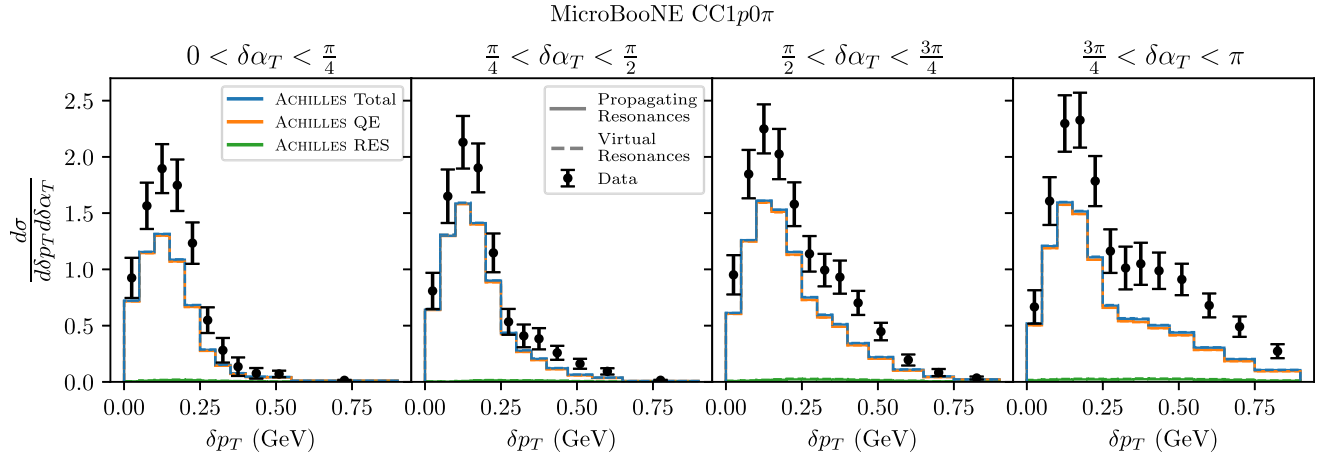 MicroBooNE CC1p0π
0 < δα_T < π/4
π/4 < δα_T < π/2
π/2 < δα_T < 3π/4
3π/4 < δα_T < π
dσ/dδp_T dδα_T
2.5
2.0
1.5
1.0
0.5
0.0
ACHILLES Total
ACHILLES QE
ACHILLES RES
Propagating
Resonances
Virtual
Resonances
Data
0.00 0.25 0.50 0.75
0.00 0.25 0.50 0.75
0.00 0.25 0.50 0.75
0.00 0.25 0.50 0.75
δp_T (GeV)
δp_T (GeV)
δp_T (GeV)
δp_T (GeV)